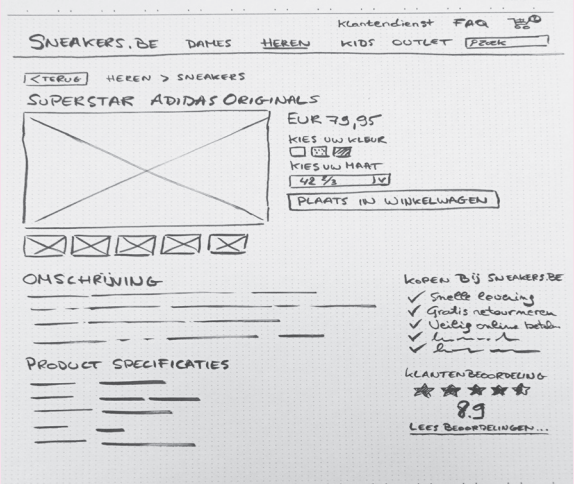 Klantendienst FAQ
SNEAKERS.BE DAMES HEREN KIDS OUTLET
< TERUG HEREN > SNEAKERS
SUPERSTAR ADIDAS ORIGINALS
EUR 79,95
KIES UW KLEUR
KIES UW MAAT
42 2/3
PLAATS IN WINKELWAGEN
OMSCHRIJVING
PRODUCT SPECIFICATIES
KOPEN Bij SNEAKERS.BE
Snelle levering
Gratis retourneren
Veilig online
KLANTENBEOORDELING
8.9
LEES BEOORDELINGEN...